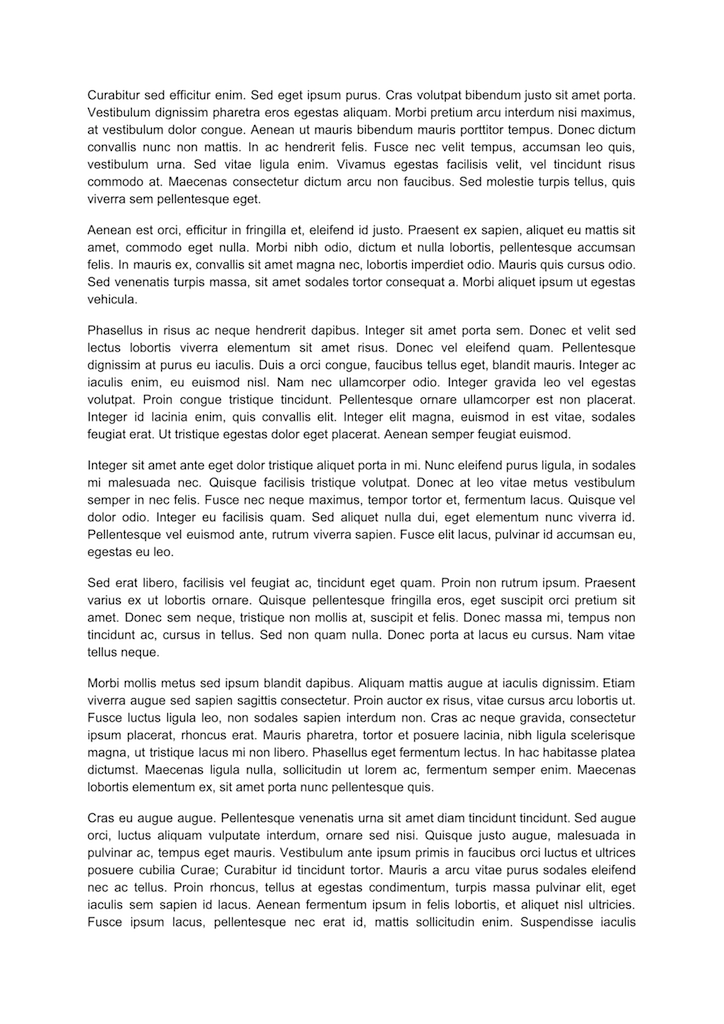 Curabitur sed efficitur enim. Sed eget ipsum purus. Cras volutpat bibendum justo sit amet porta.
Vestibulum dignissim pharetra eros egestas aliquam. Morbi pretium arcu interdum nisi maximus,
at vestibulum dolor congue. Aenean ut mauris bibendum mauris porttitor tempus. Donec dictum
convallis nunc non mattis. In ac hendrerit felis. Fusce nec velit tempus, accumsan leo quis,
vestibulum urna. Sed vitae ligula enim. Vivamus egestas facilisis velit, vel tincidunt risus
commodo at. Maecenas consectetur dictum arcu non faucibus. Sed molestie turpis tellus, quis
viverra sem pellentesque eget.
Aenean est orci, efficitur in fringilla et, eleifend id justo. Praesent ex sapien, aliquet eu mattis sit
amet, commodo eget nulla. Morbi nibh odio, dictum et nulla lobortis, pellentesque accumsan
felis. In mauris ex, convallis sit amet magna nec, lobortis imperdiet odio. Mauris quis cursus odio.
Sed venenatis turpis massa, sit amet sodales tortor consequat a. Morbi aliquet ipsum ut egestas
vehicula.
Phasellus in risus ac neque hendrerit dapibus. Integer sit amet porta sem. Donec et velit sed
lectus lobortis viverra elementum sit amet risus. Donec vel eleifend quam. Pellentesque
dignissim at purus eu iaculis. Duis a orci congue, faucibus tellus eget, blandit mauris. Integer ac
iaculis enim, eu euismod nisl. Nam nec ullamcorper odio. Integer gravida leo vel egestas
volutpat. Proin congue tristique tincidunt. Pellentesque ornare ullamcorper est non placerat.
Integer id lacinia enim, quis convallis elit. Integer elit magna, euismod in est vitae, sodales
feugiat erat. Ut tristique egestas dolor eget placerat. Aenean semper feugiat euismod.
Integer sit amet ante eget dolor tristique aliquet porta in mi. Nunc eleifend purus ligula, in sodales
mi malesuada nec. Quisque facilisis tristique volutpat. Donec at leo vitae metus vestibulum
semper in nec felis. Fusce nec neque maximus, tempor tortor et, fermentum lacus. Quisque vel
dolor odio. Integer eu facilisis quam. Sed aliquet nulla dui, eget elementum nunc viverra id.
Pellentesque vel euismod ante, rutrum viverra sapien. Fusce elit lacus, pulvinar id accumsan eu,
egestas eu leo.
Sed erat libero, facilisis vel feugiat ac, tincidunt eget quam. Proin non rutrum ipsum. Praesent
varius ex ut lobortis ornare. Quisque pellentesque fringilla eros, eget suscipit orci pretium sit
amet. Donec sem neque, tristique non mollis at, suscipit et felis. Donec massa mi, tempus non
tincidunt ac, cursus in tellus. Sed non quam nulla. Donec porta at lacus eu cursus. Nam vitae
tellus neque.
Morbi mollis metus sed ipsum blandit dapibus. Aliquam mattis augue at iaculis dignissim. Etiam
viverra augue sed sapien sagittis consectetur. Proin auctor ex risus, vitae cursus arcu lobortis ut.
Fusce luctus ligula leo, non sodales sapien interdum non. Cras ac neque gravida, consectetur
ipsum placerat, rhoncus erat. Mauris pharetra, tortor et posuere lacinia, nibh ligula scelerisque
magna, ut tristique lacus mi non libero. Phasellus eget fermentum lectus. In hac habitasse platea
dictumst. Maecenas ligula nulla, sollicitudin ut lorem ac, fermentum semper enim. Maecenas
lobortis elementum ex, sit amet porta nunc pellentesque quis.
Cras eu augue augue. Pellentesque venenatis urna sit amet diam tincidunt tincidunt. Sed augue
orci, luctus aliquam vulputate interdum, ornare sed nisi. Quisque justo augue, malesuada in
pulvinar ac, tempus eget mauris. Vestibulum ante ipsum primis in faucibus orci luctus et ultrices
posuere cubilia Curae; Curabitur id tincidunt tortor. Mauris a arcu vitae purus sodales eleifend
nec ac tellus. Proin rhoncus, tellus at egestas condimentum, turpis massa pulvinar elit, eget
iaculis sem sapien id lacus. Aenean fermentum ipsum in felis lobortis, et aliquet nisl ultricies.
Fusce ipsum lacus, pellentesque nec erat id, mattis sollicitudin enim. Suspendisse iaculis